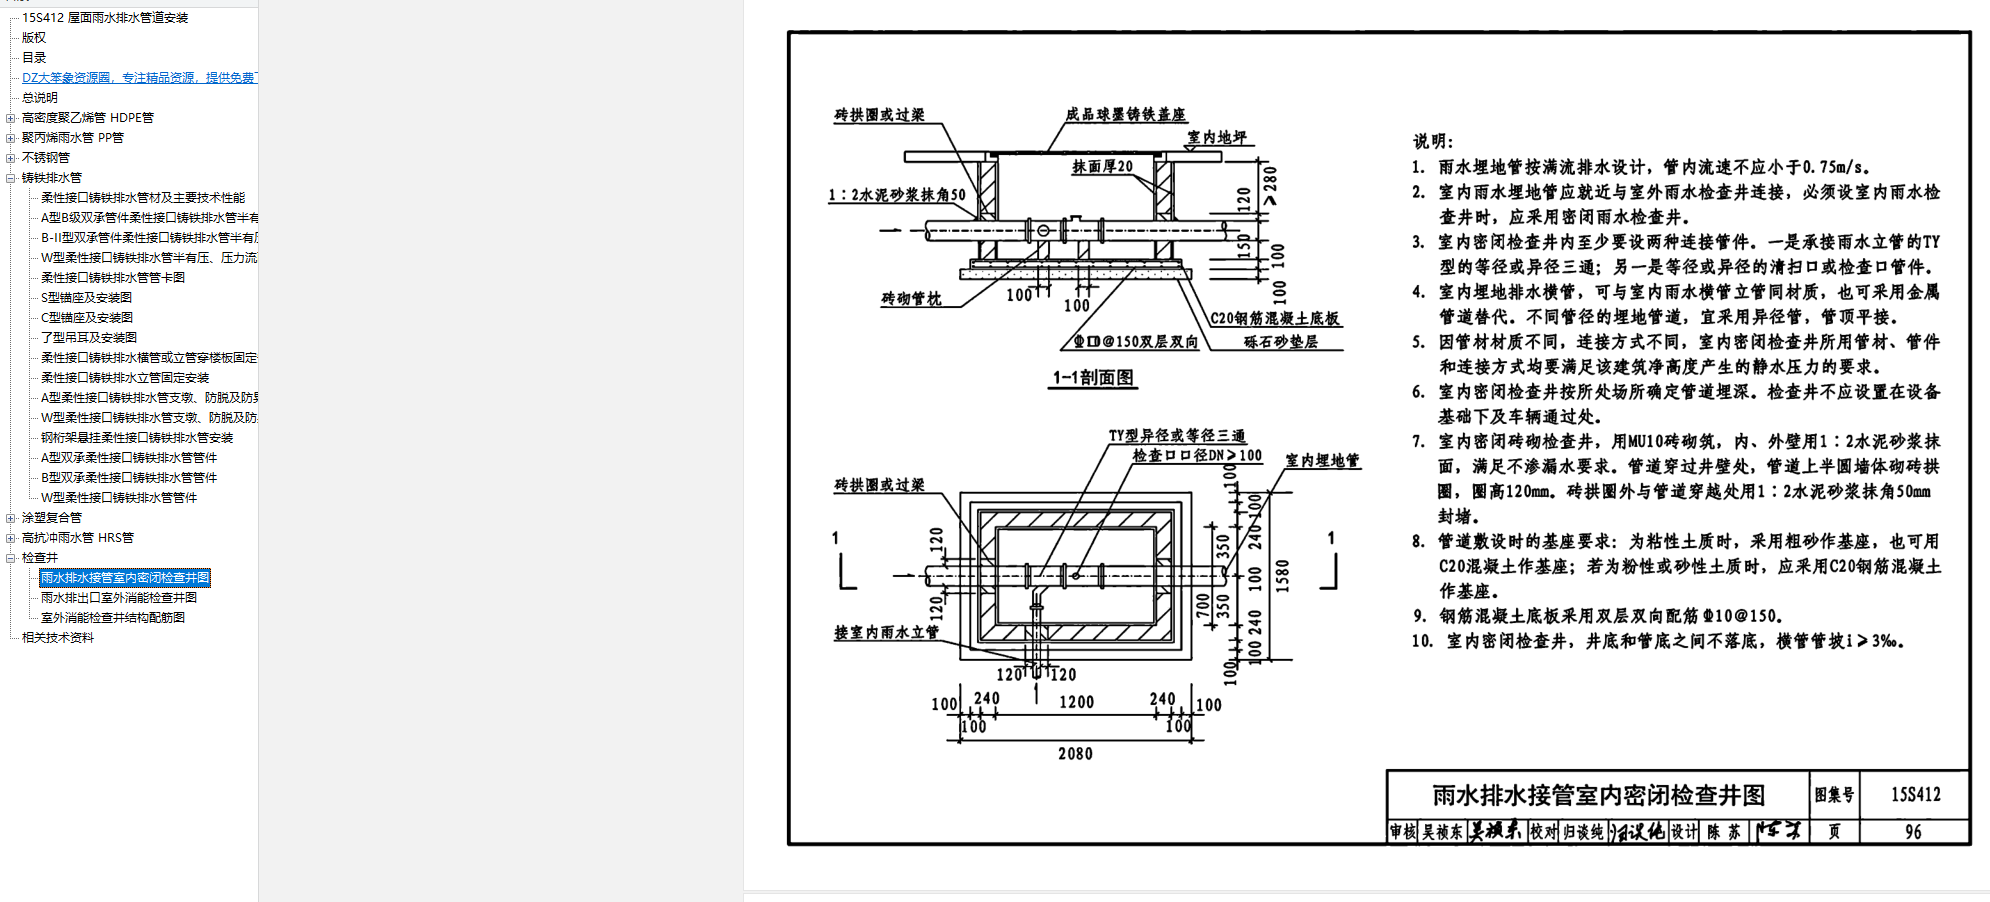 15S412 屋面雨水排水管道安装
版权
目录
DZ大笨象资源圈，专注精品资源，提供免费
总说明
高密度聚乙烯管 HDPE管
聚丙烯雨水管 PP管
不锈钢管
铸铁排水管
柔性接口铸铁排水管材及主要技术性能
A型B级双承管件柔性接口铸铁排水管半有
B-II型双承管件柔性接口铸铁排水管半有
W型柔性接口铸铁排水管半有压、压力流
柔性接口铸铁排水管管卡图
S型锚座及安装图
C型锚座及安装图
了型吊耳及安装图
柔性接口铸铁排水横管或立管穿楼板固定
柔性接口铸铁排水立管固定安装
A型柔性接口铸铁排水管支墩、防脱及防
W型柔性接口铸铁排水管支墩、防脱及防
钢桁架悬挂柔性接口铸铁排水管安装
A型双承柔性接口铸铁排水管管件
B型双承柔性接口铸铁排水管管件
W型柔性接口铸铁排水管管件
涂塑复合管
高抗冲雨水管 HRS管
检查井
雨水排水接管室内密闭检查井图
雨水排出口室外消能检查井图
室外消能检查井结构配筋图
相关技术资料
砖拱圈或过梁
成品球墨铸铁盖座
室内地坪
抹面厚20
1：2水泥砂浆抹角50
120
≥280
150
100
100
砖砌管枕
100
100
C20钢筋混凝土底板
Φ10@150双层双向
砾石砂垫层
1-1剖面图
TY型异径或等径三通
检查口口径DN≥100
室内埋地管
砖拱圈或过梁
1
1
120
120
接室内雨水立管
120
120
100
100
240
350
100
350
700
240
100
100
1580
100
240
1200
240
100
100
100
2080
说明：
1. 雨水埋地管按满流排水设计，管内流速不应小于0.75m/s。
2. 室内雨水埋地管应就近与室外雨水检查井连接，必须设室内雨水检
查井时，应采用密闭雨水检查井。
3. 室内密闭检查井内至少要设两种连接管件。一是承接雨水立管的TY
型的等径或异径三通；另一是等径或异径的清扫口或检查口管件。
4. 室内埋地排水横管，可与室内雨水横管立管同材质，也可采用金属
管道替代。不同管径的埋地管道，宜采用异径管，管顶平接。
5. 因管材材质不同，连接方式不同，室内密闭检查井所用管材、管件
和连接方式均要满足该建筑净高度产生的静水压力的要求。
6. 室内密闭检查井按所处场所确定管道埋深。检查井不应设置在设备
基础下及车辆通过处。
7. 室内密闭砖砌检查井，用MU10砖砌筑，内、外壁用1：2水泥砂浆抹
面，满足不渗漏水要求。管道穿过井壁处，管道上半圆墙体砌砖拱
圈，圈高120mm。砖拱圈外与管道穿越处用1：2水泥砂浆抹角50mm
封堵。
8. 管道敷设时的基座要求：为粘性土质时，采用粗砂作基座，也可用
C20混凝土作基座；若为粉性或砂性土质时，应采用C20钢筋混凝土
作基座。
9. 钢筋混凝土底板采用双层双向配筋Φ10@150。
10. 室内密闭检查井，井底和管底之间不落底，横管管坡i≥3‰。
雨水排水接管室内密闭检查井图
图集号
15S412
审核 吴祯东 吴祯东 校对 归谈纯 归谈纯 设计 陈 苏 陈苏
页
96